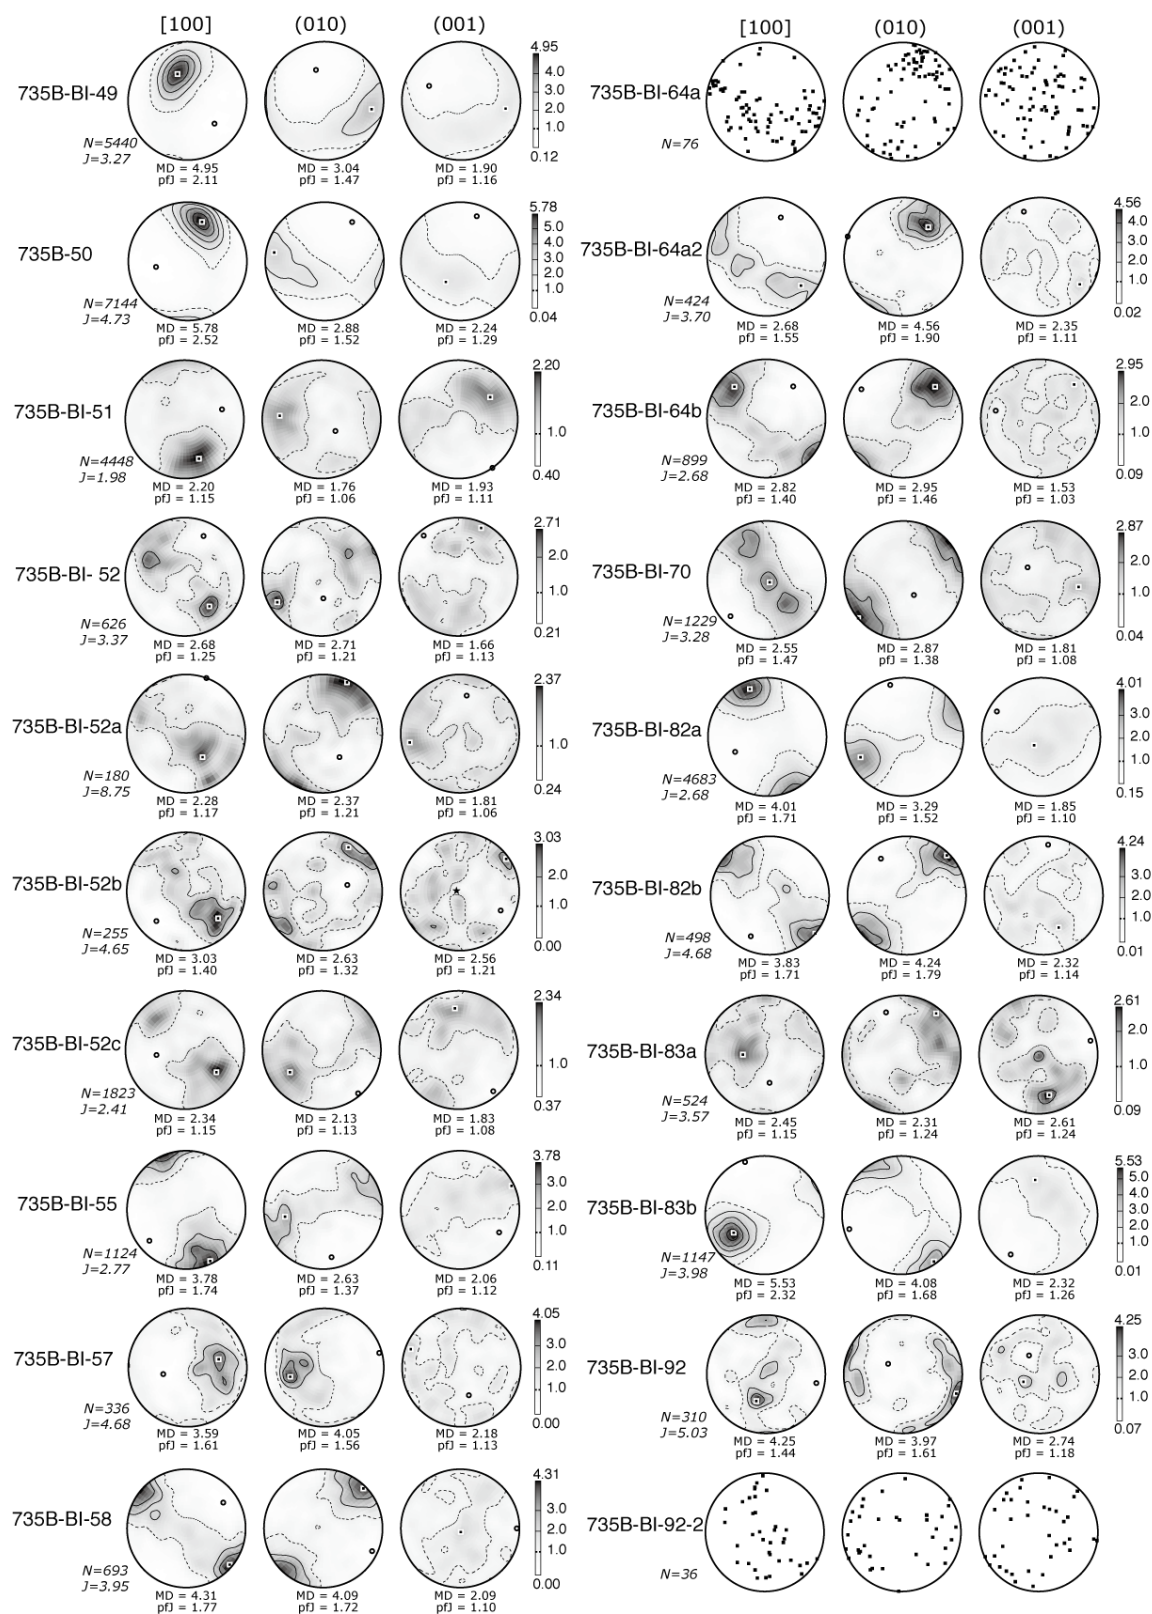 [100] (010) (001)
4.95
4.0
3.0
2.0
1.0
0.12
735B-BI-49
N=5440
J=3.27
MD = 4.95 MD = 3.04 MD = 1.90
pfJ = 2.11 pfJ = 1.47 pfJ = 1.16
5.78
5.0
4.0
3.0
2.0
1.0
0.04
735B-50
N=7144
J=4.73
MD = 5.78 MD = 2.88 MD = 2.24
pfJ = 2.52 pfJ = 1.52 pfJ = 1.29
2.20
1.0
0.40
735B-BI-51
N=4448
J=1.98
MD = 2.20 MD = 1.76 MD = 1.93
pfJ = 1.15 pfJ = 1.06 pfJ = 1.11
2.71
2.0
1.0
0.21
735B-BI- 52
N=626
J=3.37
MD = 2.68 MD = 2.71 MD = 1.66
pfJ = 1.25 pfJ = 1.21 pfJ = 1.13
2.37
1.0
0.24
735B-BI-52a
N=180
J=8.75
MD = 2.28 MD = 2.37 MD = 1.81
pfJ = 1.17 pfJ = 1.21 pfJ = 1.06
3.03
2.0
1.0
0.00
735B-BI-52b
N=255
J=4.65
MD = 3.03 MD = 2.63 MD = 2.56
pfJ = 1.40 pfJ = 1.32 pfJ = 1.21
2.34
1.0
0.37
735B-BI-52c
N=1823
J=2.41
MD = 2.34 MD = 2.13 MD = 1.83
pfJ = 1.15 pfJ = 1.13 pfJ = 1.08
3.78
2.0
1.0
0.11
735B-BI-55
N=1124
J=2.77
MD = 3.78 MD = 2.63 MD = 2.06
pfJ = 1.74 pfJ = 1.37 pfJ = 1.12
4.05
3.0
2.0
1.0
0.00
735B-BI-57
N=336
J=4.68
MD = 3.59 MD = 4.05 MD = 2.18
pfJ = 1.61 pfJ = 1.56 pfJ = 1.13
4.31
3.0
2.0
1.0
0.00
735B-BI-58
N=693
J=3.95
MD = 4.31 MD = 4.09 MD = 2.09
pfJ = 1.77 pfJ = 1.72 pfJ = 1.10
[100] (010) (001)
735B-BI-64a
N=76
4.56
4.0
3.0
2.0
1.0
0.02
735B-BI-64a2
N=424
J=3.70
MD = 2.68 MD = 4.56 MD = 2.35
pfJ = 1.55 pfJ = 1.90 pfJ = 1.11
2.95
2.0
1.0
0.09
735B-BI-64b
N=899
J=2.68
MD = 2.82 MD = 2.95 MD = 1.53
pfJ = 1.40 pfJ = 1.46 pfJ = 1.03
2.87
2.0
1.0
0.04
735B-BI-70
N=1229
J=3.28
MD = 2.55 MD = 2.87 MD = 1.81
pfJ = 1.47 pfJ = 1.38 pfJ = 1.08
4.01
3.0
2.0
1.0
0.15
735B-BI-82a
N=4683
J=2.68
MD = 4.01 MD = 3.29 MD = 1.85
pfJ = 1.71 pfJ = 1.52 pfJ = 1.10
4.24
3.0
2.0
1.0
0.01
735B-BI-82b
N=498
J=4.68
MD = 3.83 MD = 4.24 MD = 2.32
pfJ = 1.71 pfJ = 1.79 pfJ = 1.14
2.61
2.0
1.0
0.09
735B-BI-83a
N=524
J=3.57
MD = 2.45 MD = 2.31 MD = 2.61
pfJ = 1.15 pfJ = 1.24 pfJ = 1.24
5.53
5.0
4.0
3.0
2.0
1.0
0.01
735B-BI-83b
N=1147
J=3.98
MD = 5.53 MD = 4.08 MD = 2.32
pfJ = 2.32 pfJ = 1.68 pfJ = 1.26
4.25
3.0
2.0
1.0
0.07
735B-BI-92
N=310
J=5.03
MD = 4.25 MD = 3.97 MD = 2.74
pfJ = 1.44 pfJ = 1.61 pfJ = 1.18
735B-BI-92-2
N=36